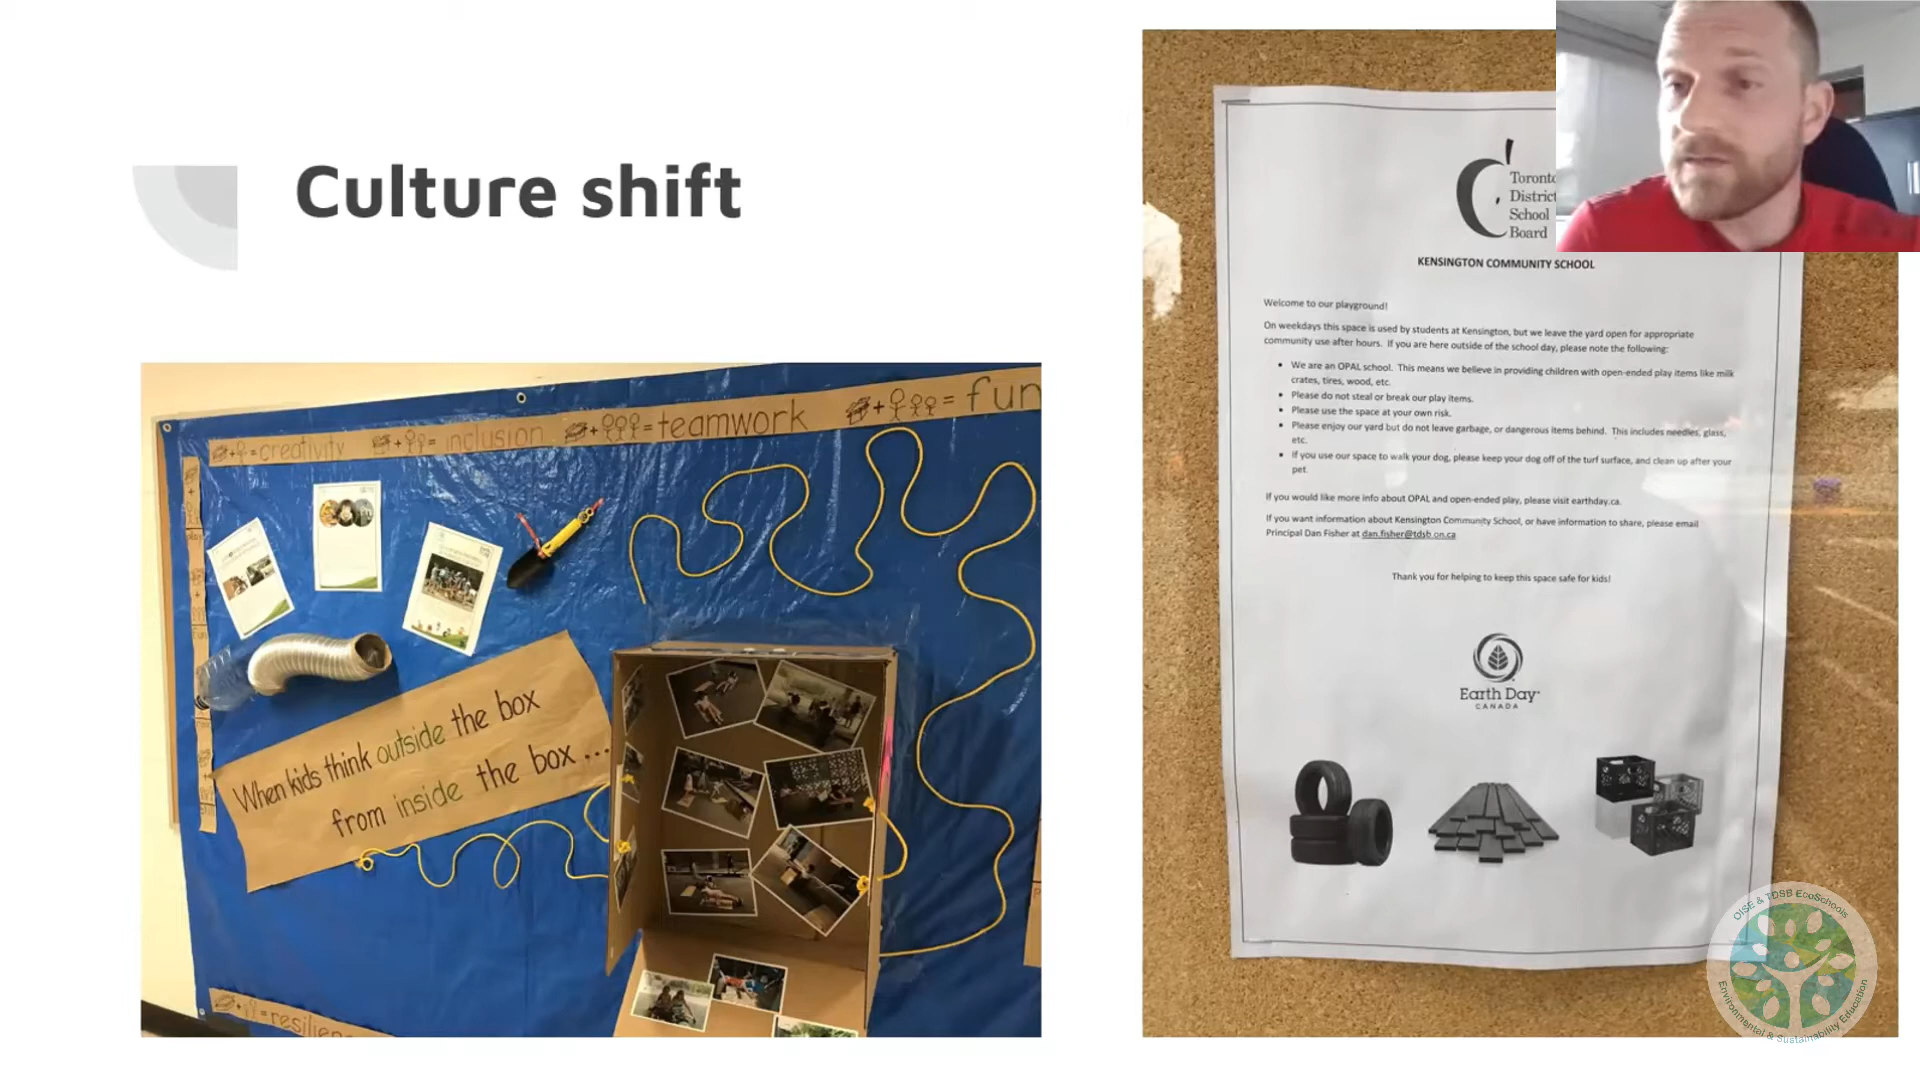 Culture shift
=creativity
= inclusion
=teamwork
= fun
play
fun
When kids think outside the box
from inside the box ...
Toronto
District
School
Board
KENSINGTON COMMUNITY SCHOOL
Welcome to our playground!
On weekdays this space is used by students at Kensington, but we leave the yard open for appropriate
community use after hours. If you are here outside of the school day, please note the following:
• We are an OPAL school. This means we believe in providing children with open-ended play items like milk
crates, tires, wood, etc.
• Please do not steal or break our play items.
• Please use the space at your own risk.
• Please enjoy our yard but do not leave garbage, or dangerous items behind. This includes needles, glass,
etc.
• If you use our space to walk your dog, please keep your dog off of the turf surface, and clean up after your
pet.
If you would like more info about OPAL and open-ended play, please visit earthday.ca.
If you want information about Kensington Community School, or have information to share, please email
Principal Dan Fisher at dan.fisher@tdsb.on.ca
Thank you for helping to keep this space safe for kids!
Earth Day
CANADA
OISE & TDSB EcoSchools
Environmental & Sustainability Education